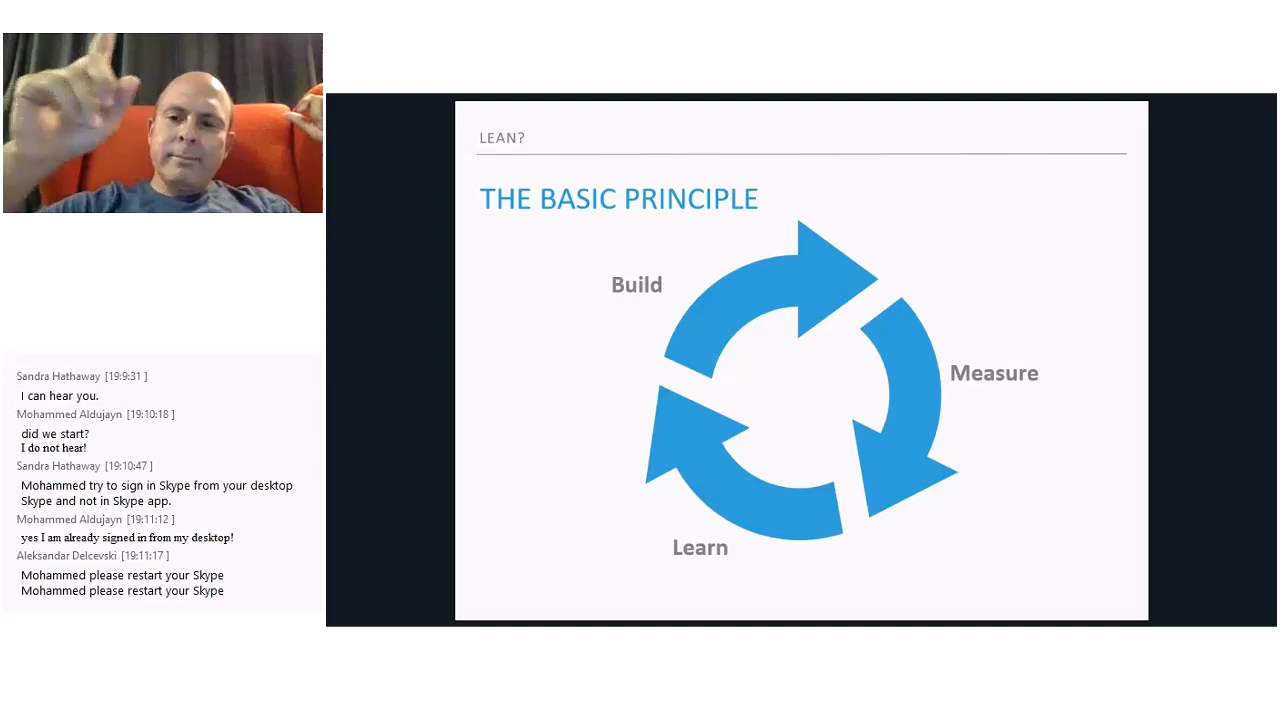 LEAN?
THE BASIC PRINCIPLE
Build
Measure
Learn
Sandra Hathaway [19:9:31 ]
I can hear you.
Mohammed Aldujayn [19:10:18 ]
did we start?
I do not hear!
Sandra Hathaway [19:10:47 ]
Mohammed try to sign in Skype from your desktop
Skype and not in Skype app.
Mohammed Aldujayn [19:11:12 ]
yes I am already signed in from my desktop!
Aleksandar Delcevski [19:11:17 ]
Mohammed please restart your Skype
Mohammed please restart your Skype